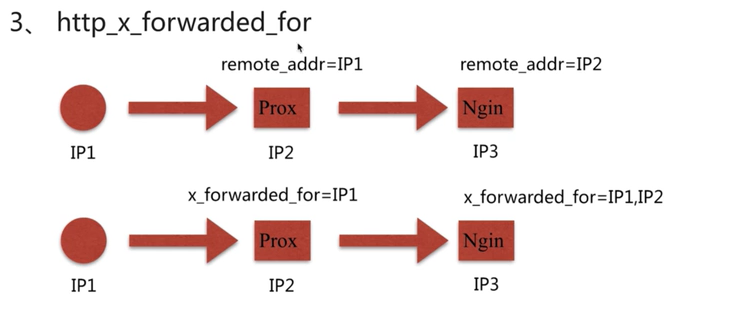 3、 http_x_forwarded_for
remote_addr=IP1 remote_addr=IP2
Prox Ngin
IP1 IP2 IP3
x_forwarded_for=IP1 x_forwarded_for=IP1,IP2
Prox Ngin
IP1 IP2 IP3